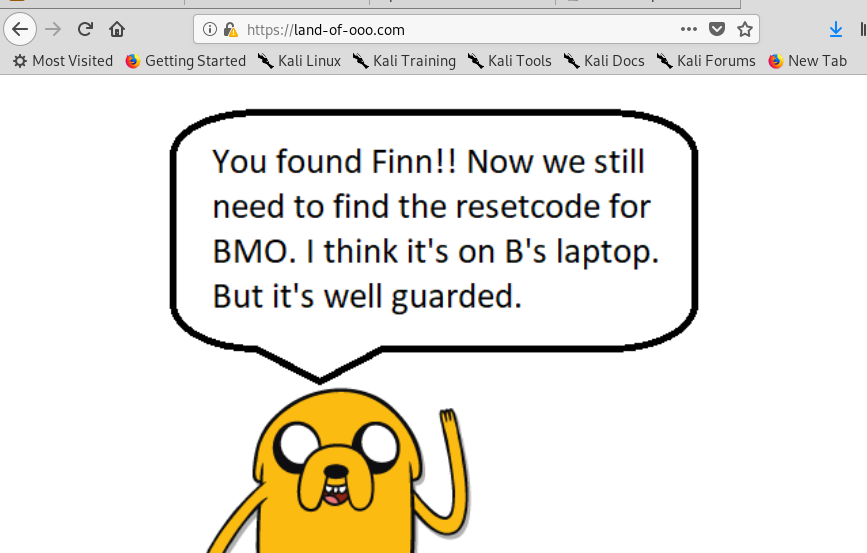 https://land-of-ooo.com
Most Visited Getting Started Kali Linux Kali Training Kali Tools Kali Docs Kali Forums New Tab
You found Finn!! Now we still
need to find the resetcode for
BMO. I think it's on B's laptop.
But it's well guarded.